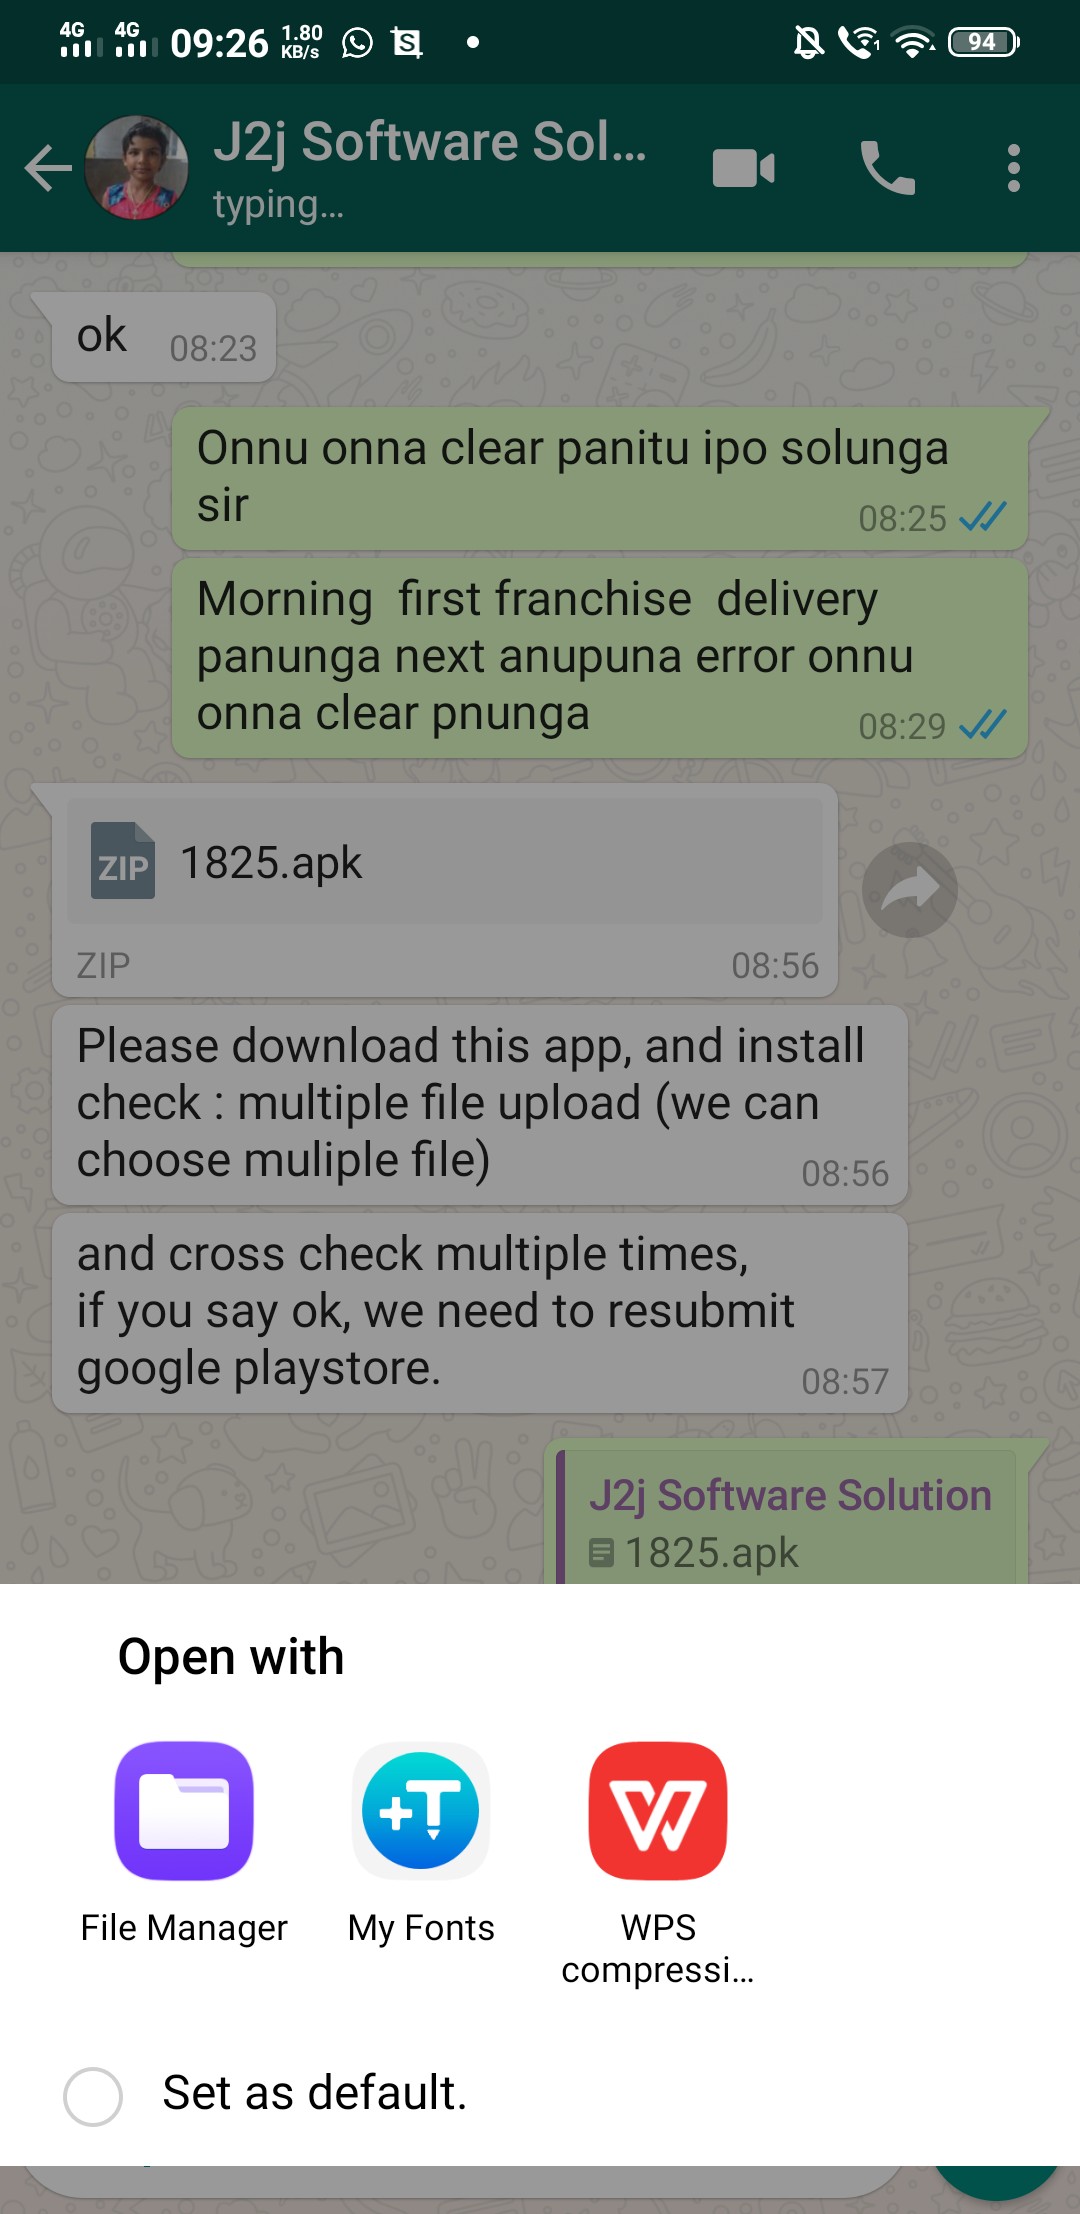 4G 4G 09:26 1.80 KB/s 94
J2j Software Sol...
typing...
ok 08:23
Onnu onna clear panitu ipo solunga
sir 08:25
Morning first franchise delivery
panunga next anupuna error onnu
onna clear pnunga 08:29
ZIP 1825.apk
ZIP 08:56
Please download this app, and install
check : multiple file upload (we can
choose muliple file) 08:56
and cross check multiple times,
if you say ok, we need to resubmit
google playstore. 08:57
J2j Software Solution
1825.apk
Open with
File Manager My Fonts WPS
compressi...
Set as default.